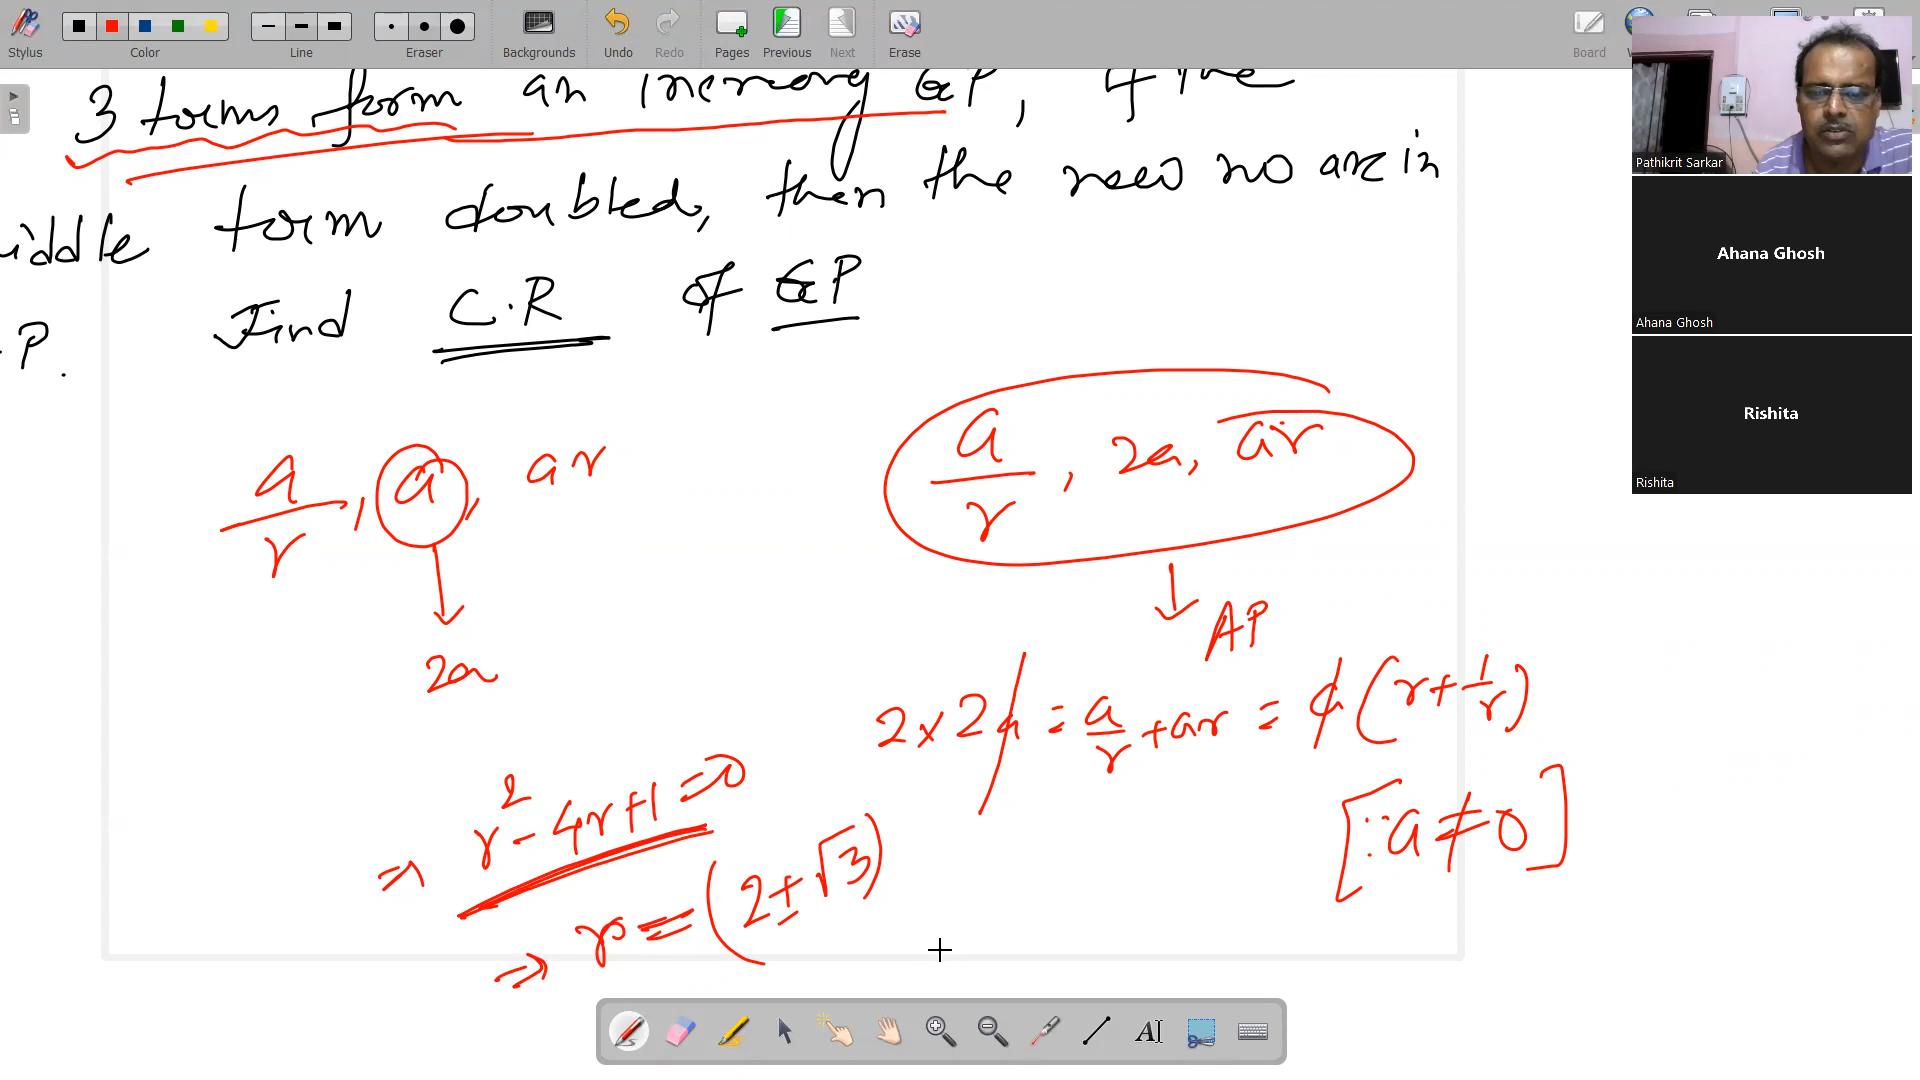 Stylus Color Line Eraser Backgrounds Undo Redo Pages Previous Next Erase Board
3 terms form an increasing GP, if the
middle term doubled, then the new no are in
P. Find C.R of GP
a/r, a, ar
2a
a/r, 2a, ar
AP
2 × 2a = a/r + ar = a (r + 1/r)
[∵ a ≠ 0]
⇒ r² - 4r + 1 = 0
⇒ r = (2 ± √3)
Pathikrit Sarkar
Ahana Ghosh
Ahana Ghosh
Rishita
Rishita